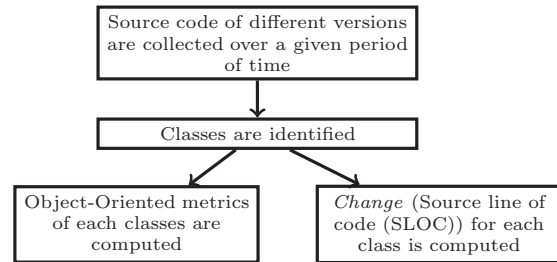 Source code of different versions
are collected over a given period
of time
Classes are identified
Object-Oriented metrics
of each classes are
computed
Change (Source line of
code (SLOC)) for each
class is computed